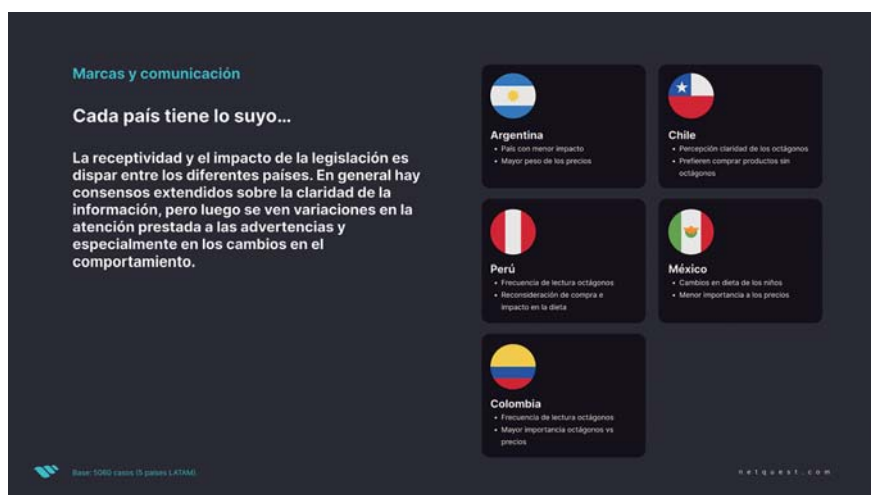 Marcas y comunicación
Cada país tiene lo suyo...
La receptividad y el impacto de la legislación es
dispar entre los diferentes países. En general hay
consensos extendidos sobre la claridad de la
información, pero luego se ven variaciones en la
atención prestada a las advertencias y
especialmente en los cambios en el
comportamiento.
Argentina
• País con menor impacto
• Mayor peso de los precios
Chile
• Percepción claridad de los octágonos
• Prefieren comprar productos sin
octágonos
Perú
• Frecuencia de lectura octágonos
• Reconsideración de compra e
impacto en la dieta
México
• Cambios en dieta de los niños
• Menor importancia a los precios
Colombia
• Frecuencia de lectura octágonos
• Mayor importancia octágonos vs
precios
Base: 5060 casos (5 países LATAM)
netquest.com